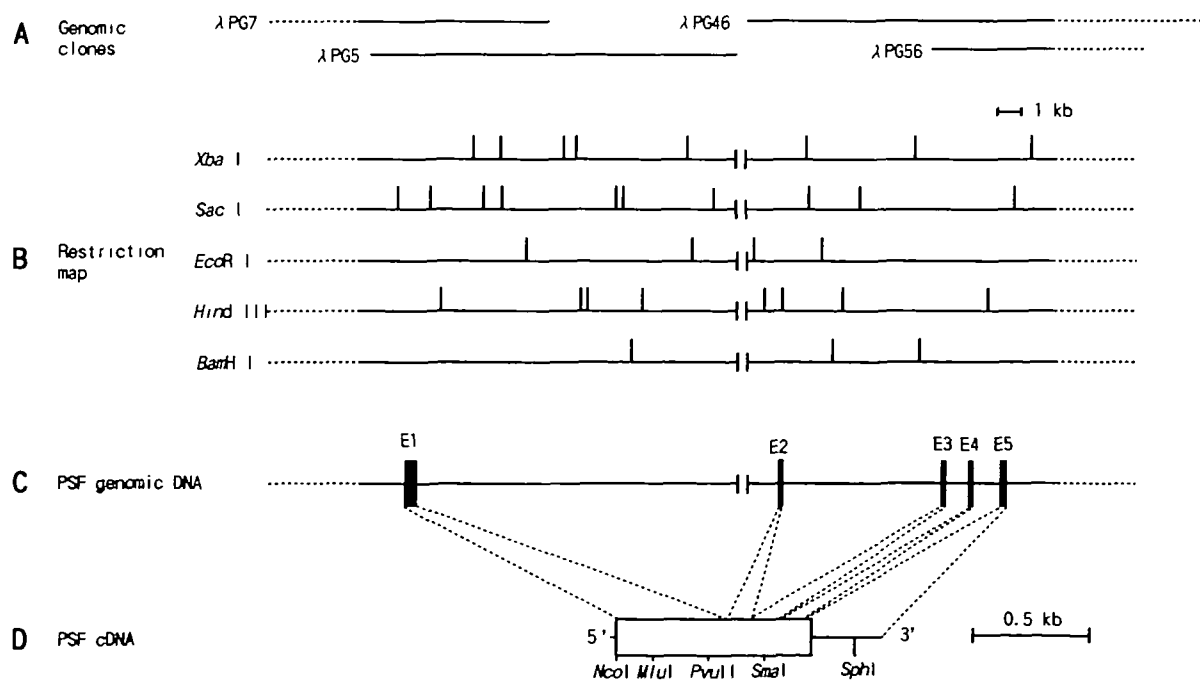 A Genomic clones
λPG7
λPG46
λPG5
λPG56
1 kb
Xba I
Sac I
B Restriction map
EcoR I
Hind III
BamH I
E1
E2
E3 E4 E5
C PSF genomic DNA
0.5 kb
D PSF cDNA
5'
3'
NcoI MluI PvuII SmaI SphI